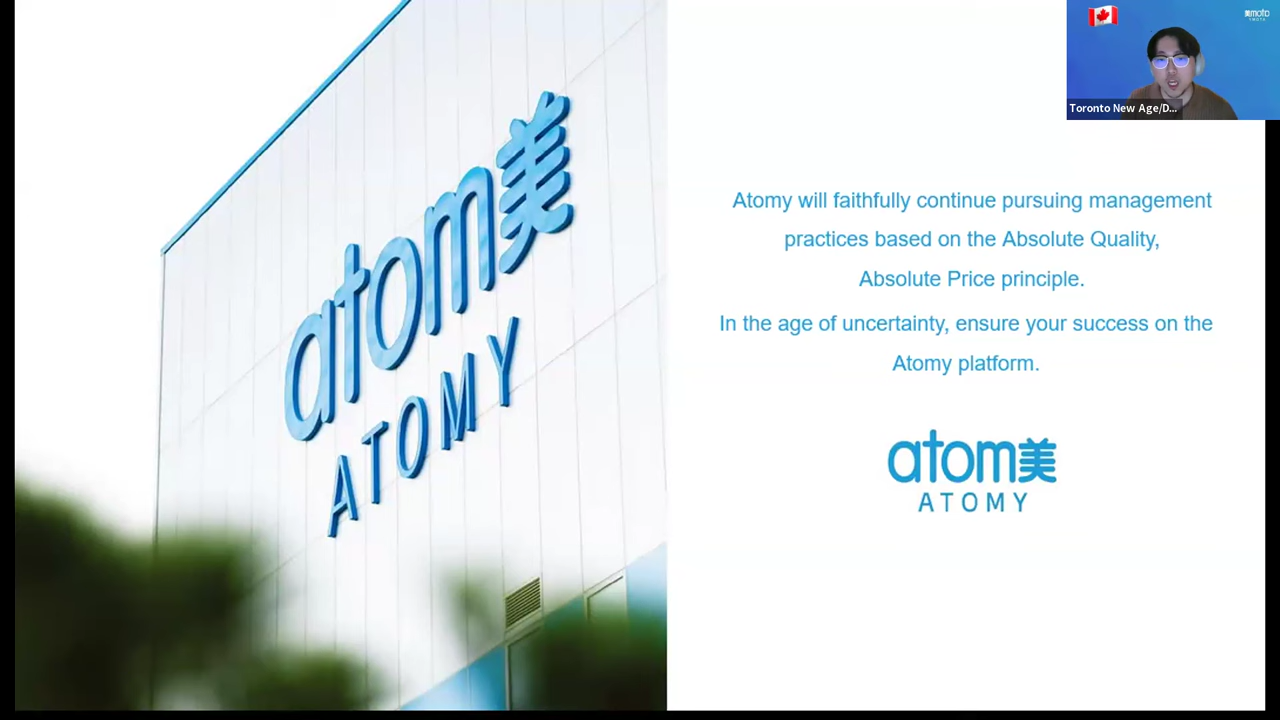 atom美
ATOMY
Atomy will faithfully continue pursuing management
practices based on the Absolute Quality,
Absolute Price principle.
In the age of uncertainty, ensure your success on the
Atomy platform.
atom美
ATOMY
Toronto New Age/D...